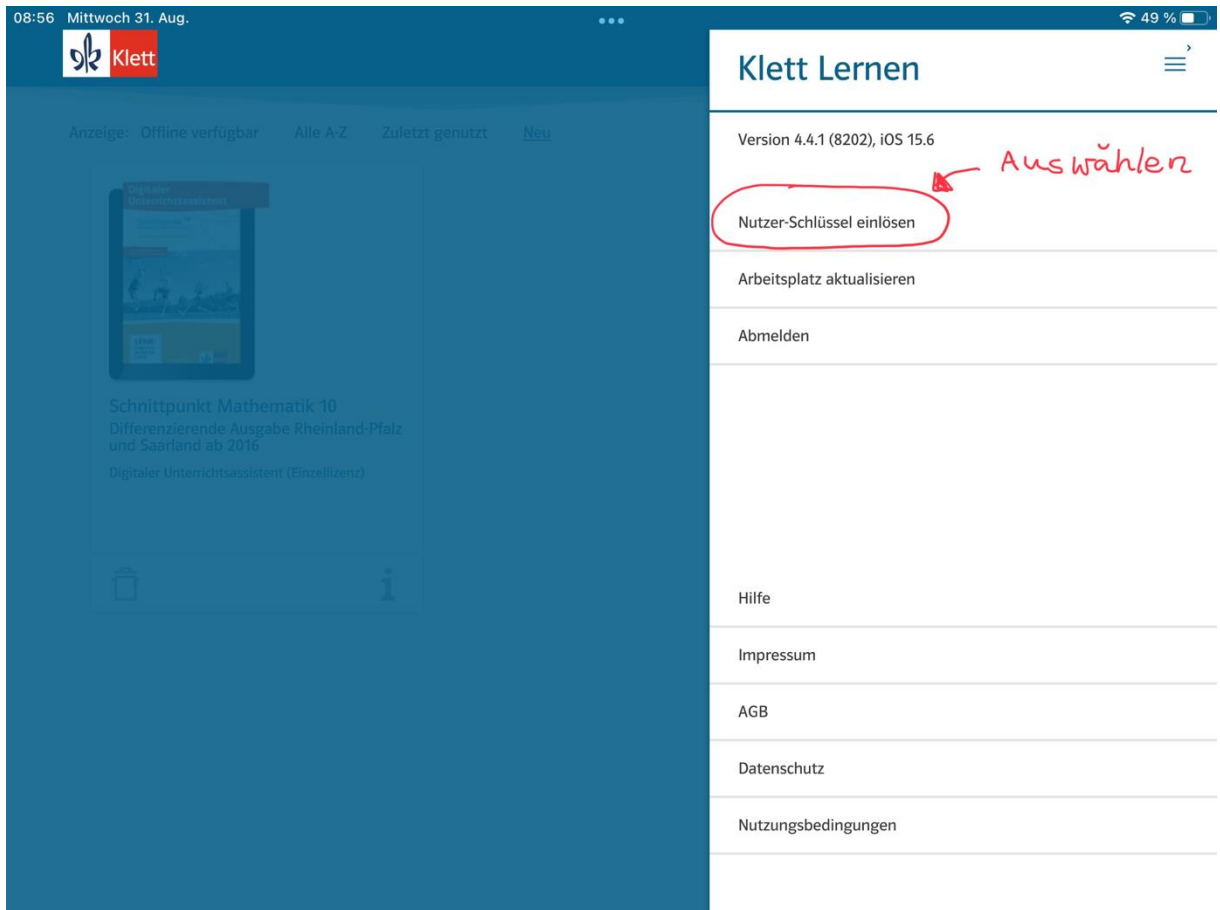 08:56 Mittwoch 31. Aug.
49 %
Klett
Klett Lernen
Anzeige: Offline verfügbar Alle A-Z Zuletzt genutzt Neu
Version 4.4.1 (8202), iOS 15.6
Auswählen
Digitaler
Unterrichtsassistent
Nutzer-Schlüssel einlösen
Arbeitsplatz aktualisieren
Abmelden
Schnittpunkt Mathematik 10
Differenzierende Ausgabe Rheinland-Pfalz
und Saarland ab 2016
Digitaler Unterrichtsassistent (Einzellizenz)
Hilfe
Impressum
AGB
Datenschutz
Nutzungsbedingungen